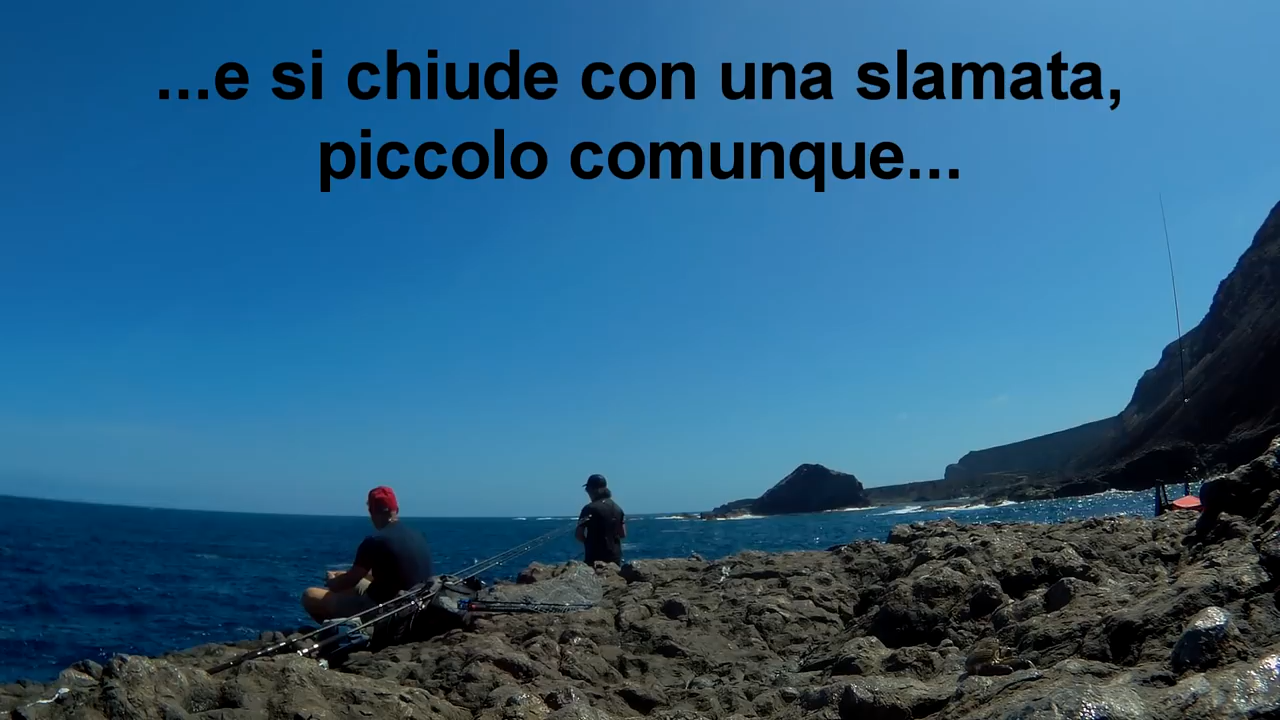 ...e si chiude con una slamata,
piccolo comunque...